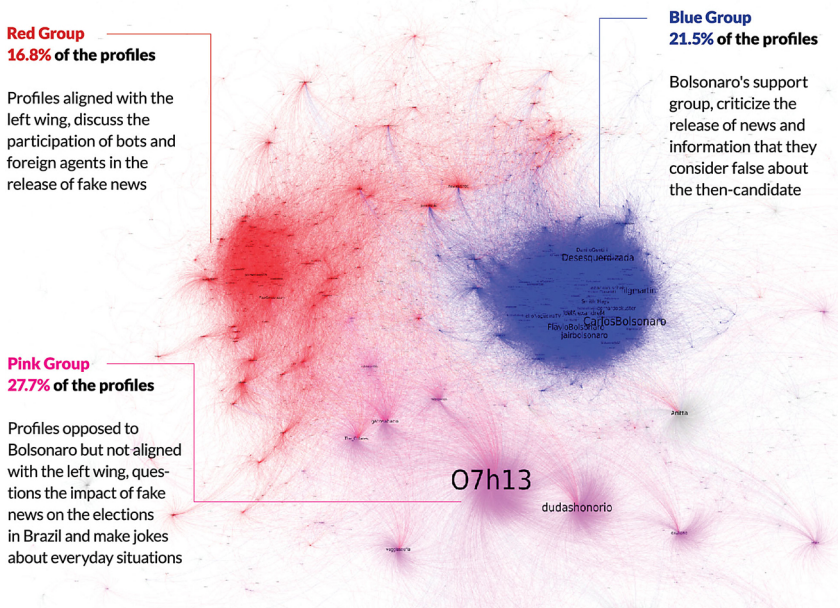 Red Group
16.8% of the profiles
Profiles aligned with the
left wing, discuss the
participation of bots and
foreign agents in the
release of fake news
Blue Group
21.5% of the profiles
Bolsonaro's support
group, criticize the
release of news and
information that they
consider false about
the then-candidate
Desesquerdizada
CarlosBolsonaro
FlavioBolsonaro
jairbolsonaro
Pink Group
27.7% of the profiles
Profiles opposed to
Bolsonaro but not aligned
with the left wing, ques-
tions the impact of fake
news on the elections
in Brazil and make jokes
about everyday situations
Anitta
O7h13
dudashonorio